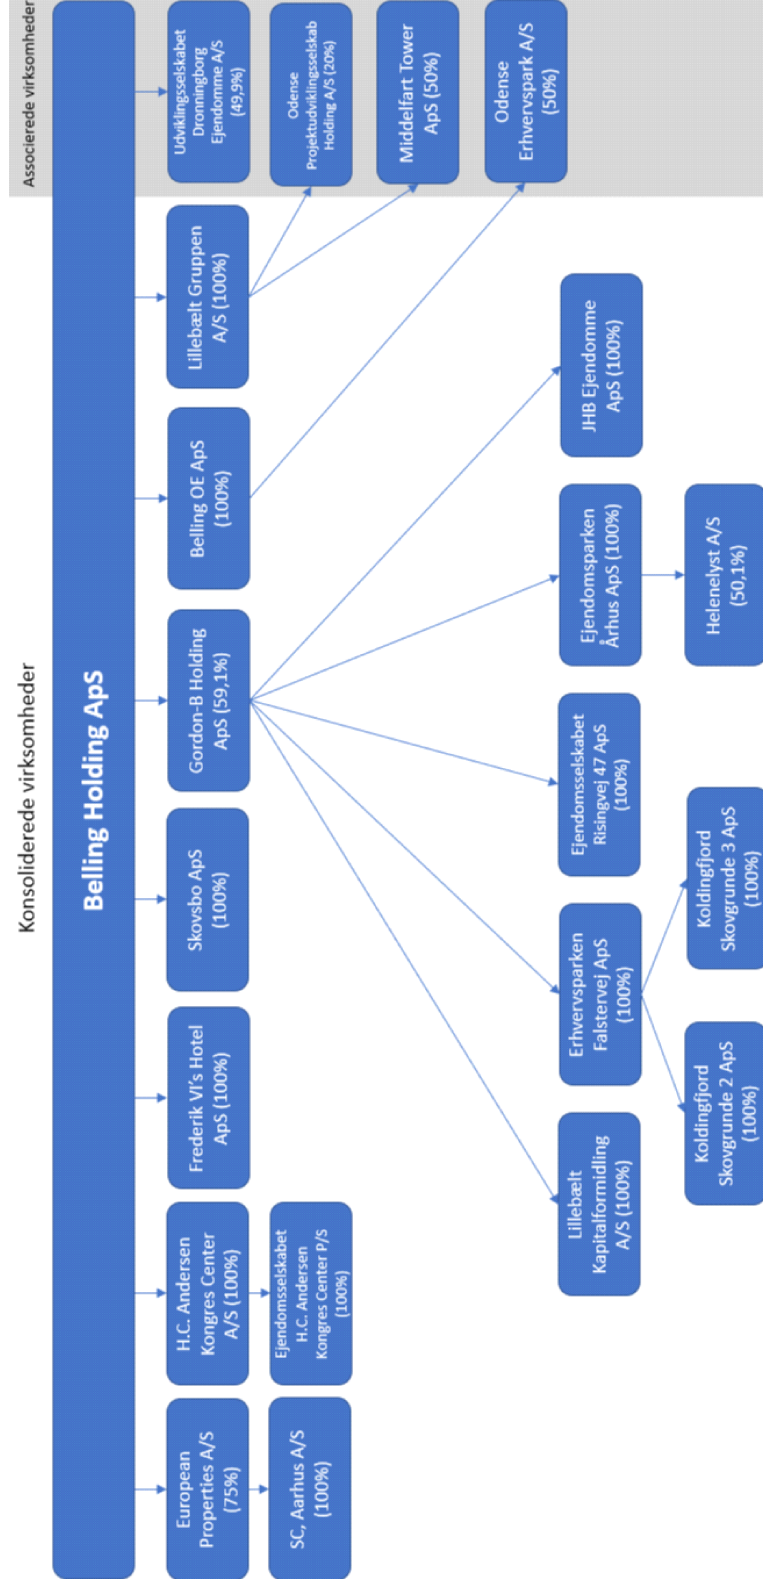 Konsoliderede virksomheder
Associerede virksomheder
Belling Holding ApS
European
Properties A/S
(75%)
H.C. Andersen
Kongres Center
A/S (100%)
Frederik VI's Hotel
ApS (100%)
Skovsbo ApS
(100%)
Gordon-B Holding
ApS (59,1%)
Belling OE ApS
(100%)
Lillebælt Gruppen
A/S (100%)
Udviklingsselskabet
Dronningborg
Ejendomme A/S
(49,9%)
SC, Aarhus A/S
(100%)
Ejendomsselskabet
H.C. Andersen
Kongres Center P/S
(100%)
Odense
Projektudviklingsselskab
Holding A/S (20%)
Middelfart Tower
ApS (50%)
Odense
Erhvervspark A/S
(50%)
Lillebælt
Kapitalformidling
A/S (100%)
Erhvervsparken
Falstervej ApS
(100%)
Ejendomsselskabet
Risingvej 47 ApS
(100%)
Ejendomsparken
Århus ApS (100%)
JHB Ejendomme
ApS (100%)
Koldingfjord
Skovgrunde 2 ApS
(100%)
Koldingfjord
Skovgrunde 3 ApS
(100%)
Helenelyst A/S
(50,1%)